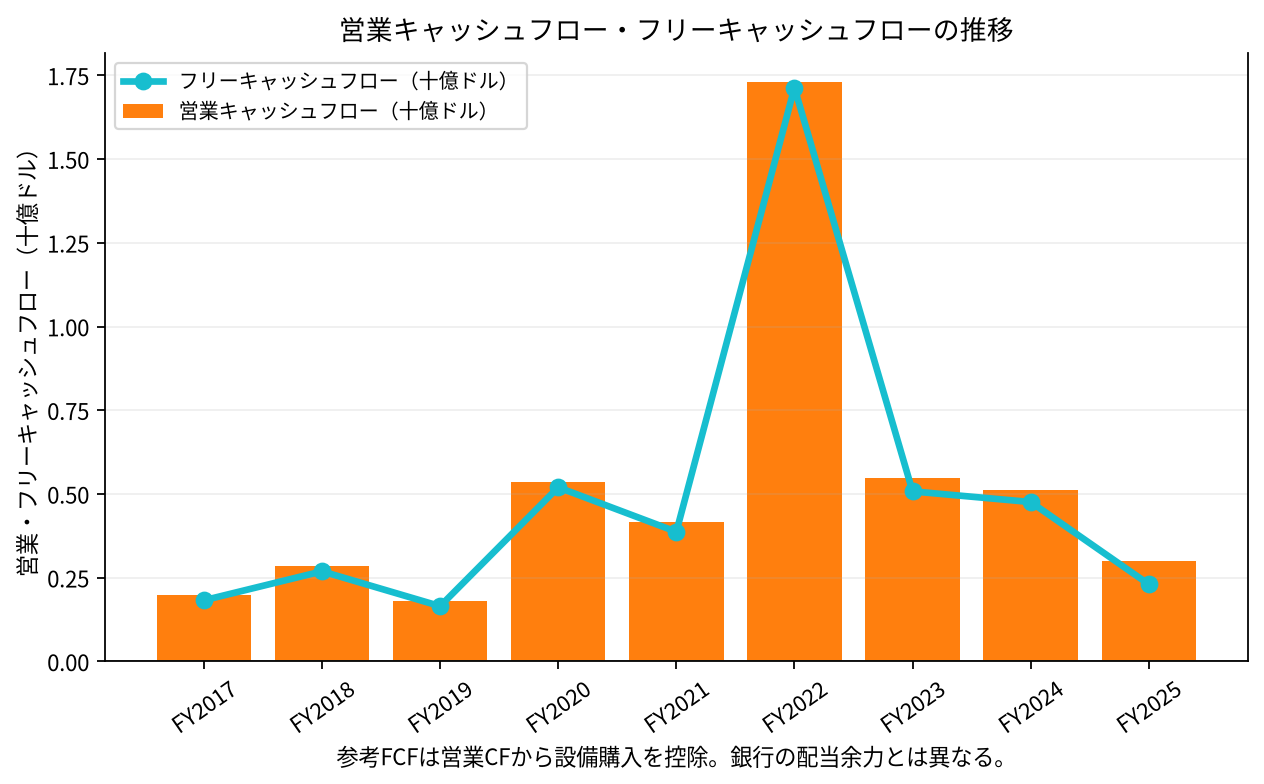 営業キャッシュフロー・フリーキャッシュフローの推移
フリーキャッシュフロー（十億ドル）
営業キャッシュフロー（十億ドル）
営業・フリーキャッシュフロー（十億ドル）
1.75
1.50
1.25
1.00
0.75
0.50
0.25
0.00
FY2017
FY2018
FY2019
FY2020
FY2021
FY2022
FY2023
FY2024
FY2025
参考FCFは営業CFから設備購入を控除。銀行の配当余力とは異なる。